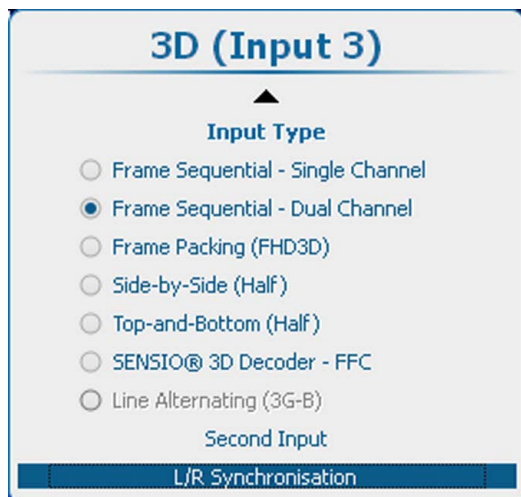 3D (Input 3)
Input Type
Frame Sequential - Single Channel
Frame Sequential - Dual Channel
Frame Packing (FHD3D)
Side-by-Side (Half)
Top-and-Bottom (Half)
SENSIO® 3D Decoder - FFC
Line Alternating (3G-B)
Second Input
L/R Synchronisation